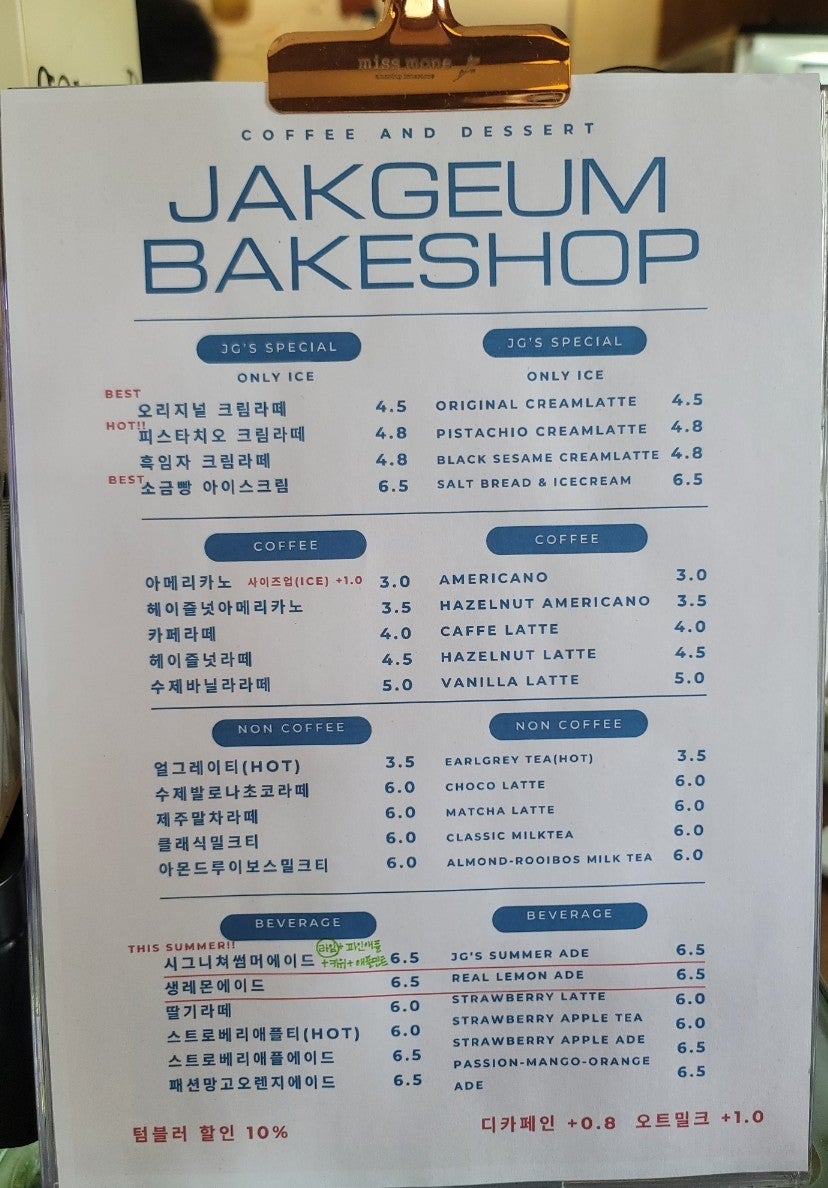 miss mone
COFFEE AND DESSERT
JAKGEUM
BAKESHOP
JG'S SPECIAL
ONLY ICE
BEST
오리지널 크림라떼 4.5
HOT!!
피스타치오 크림라떼 4.8
흑임자 크림라떼 4.8
BEST
소금빵 아이스크림 6.5
JG'S SPECIAL
ONLY ICE
ORIGINAL CREAMLATTE 4.5
PISTACHIO CREAMLATTE 4.8
BLACK SESAME CREAMLATTE 4.8
SALT BREAD & ICECREAM 6.5
COFFEE
아메리카노 사이즈업(ICE) +1.0 3.0
헤이즐넛아메리카노 3.5
카페라떼 4.0
헤이즐넛라떼 4.5
수제바닐라라떼 5.0
COFFEE
AMERICANO 3.0
HAZELNUT AMERICANO 3.5
CAFFE LATTE 4.0
HAZELNUT LATTE 4.5
VANILLA LATTE 5.0
NON COFFEE
얼그레이티(HOT) 3.5
수제발로나초코라떼 6.0
제주말차라떼 6.0
클래식밀크티 6.0
아몬드루이보스밀크티 6.0
NON COFFEE
EARLGREY TEA(HOT) 3.5
CHOCO LATTE 6.0
MATCHA LATTE 6.0
CLASSIC MILKTEA 6.0
ALMOND-ROOIBOS MILK TEA 6.0
BEVERAGE
THIS SUMMER!!
라임+파인애플
+키위+애플민트
시그니쳐썸머에이드 6.5
생레몬에이드 6.5
딸기라떼 6.0
스트로베리애플티(HOT) 6.0
스트로베리애플에이드 6.5
패션망고오렌지에이드 6.5
BEVERAGE
JG'S SUMMER ADE 6.5
REAL LEMON ADE 6.5
STRAWBERRY LATTE 6.0
STRAWBERRY APPLE TEA 6.0
STRAWBERRY APPLE ADE 6.5
PASSION-MANGO-ORANGE 6.5
ADE
텀블러 할인 10%
디카페인 +0.8 오트밀크 +1.0